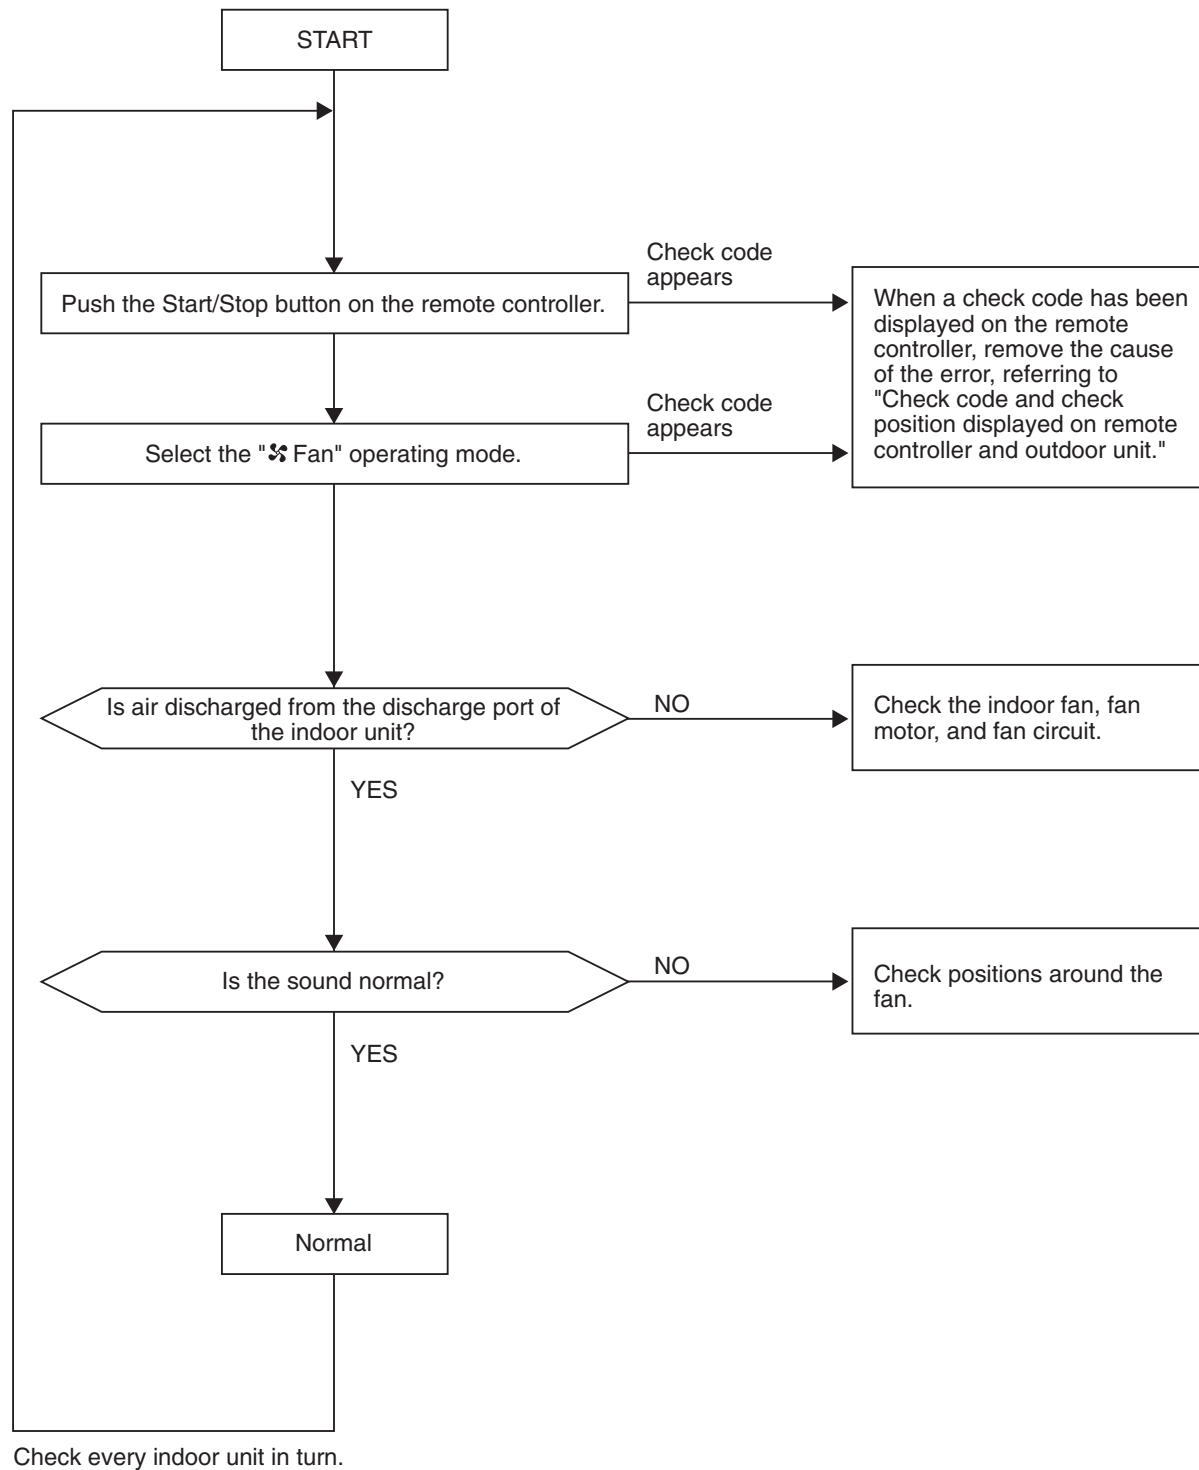 START
Check code
appears
Push the Start/Stop button on the remote controller.
When a check code has been
displayed on the remote
controller, remove the cause
of the error, referring to
"Check code and check
position displayed on remote
controller and outdoor unit."
Check code
appears
Select the " Fan" operating mode.
Is air discharged from the discharge port of
the indoor unit?
NO
Check the indoor fan, fan
motor, and fan circuit.
YES
Is the sound normal?
NO
Check positions around the
fan.
YES
Normal
Check every indoor unit in turn.